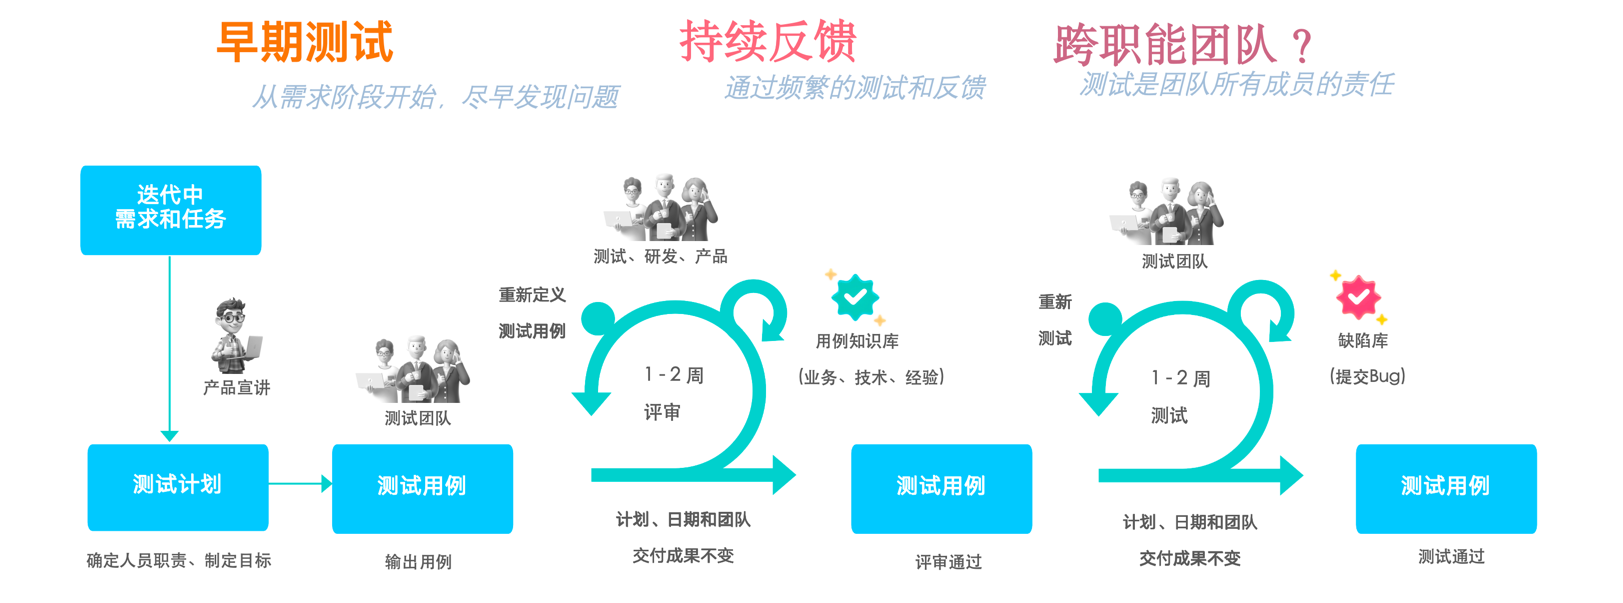 早期测试
从需求阶段开始，尽早发现问题
持续反馈
通过频繁的测试和反馈
跨职能团队？
测试是团队所有成员的责任
迭代中
需求和任务
产品宣讲
测试团队
测试计划
确定人员职责、制定目标
测试用例
输出用例
测试、研发、产品
重新定义
测试用例
1-2 周
评审
用例知识库
(业务、技术、经验)
计划、日期和团队
交付成果不变
测试用例
评审通过
测试团队
重新
测试
1-2 周
测试
缺陷库
(提交Bug)
计划、日期和团队
交付成果不变
测试用例
测试通过